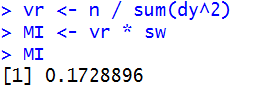 > vr <- n / sum(dy^2)
> MI <- vr * sw
> MI
[1] 0.1728896